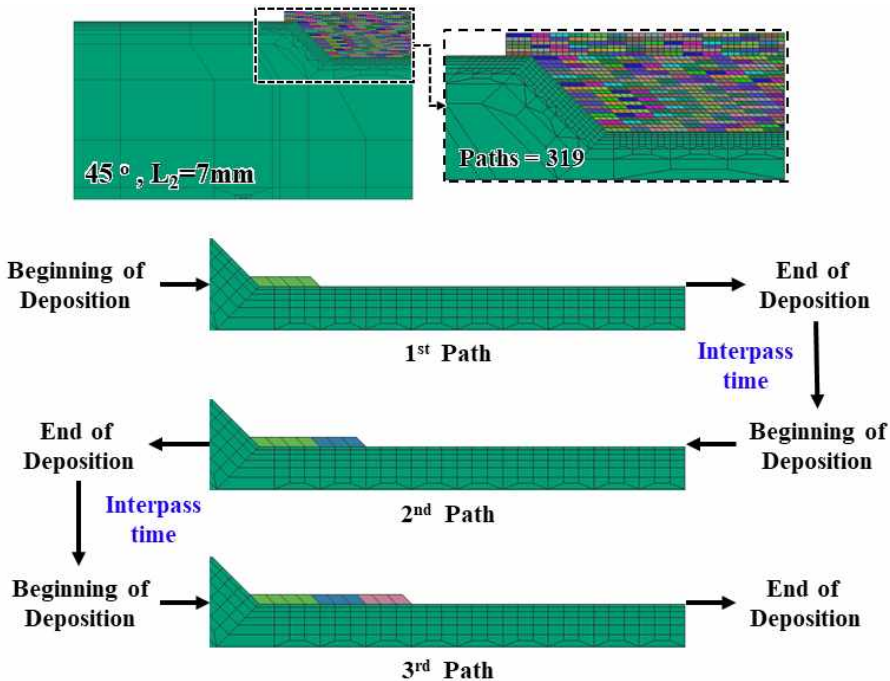 45 º , L₂=7mm
Paths = 319
Beginning of
Deposition
End of
Deposition
1st Path
Interpass
time
End of
Deposition
Beginning of
Deposition
2nd Path
Interpass
time
Beginning of
Deposition
End of
Deposition
3rd Path